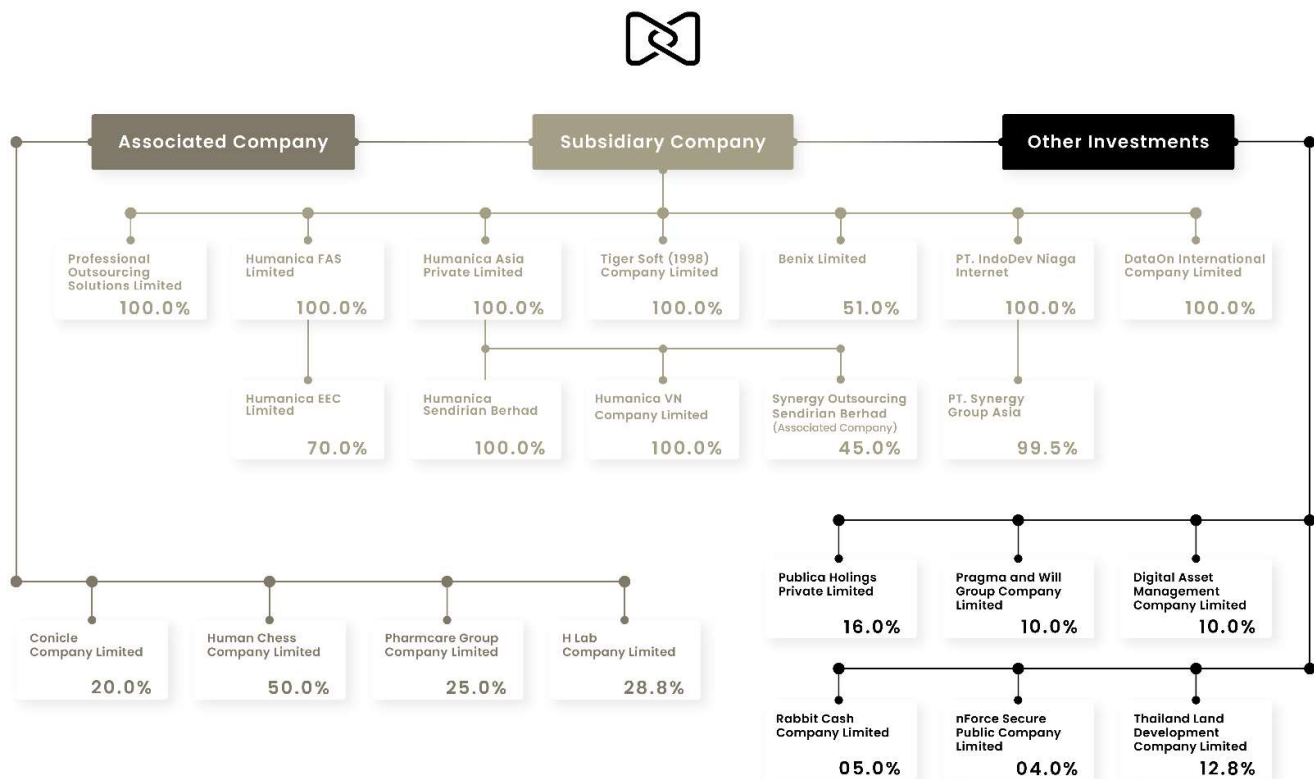 Associated Company
Subsidiary Company
Other Investments
Professional
Outsourcing
Solutions Limited
100.0%
Humanica FAS
Limited
100.0%
Humanica Asia
Private Limited
100.0%
Tiger Soft (1998)
Company Limited
100.0%
Benix Limited
51.0%
PT. IndoDev Niaga
Internet
100.0%
DataOn International
Company Limited
100.0%
Humanica EEC
Limited
70.0%
Humanica
Sendirian Berhad
100.0%
Humanica VN
Company Limited
100.0%
Synergy Outsourcing
Sendirian Berhad
(Associated Company)
45.0%
PT. Synergy
Group Asia
99.5%
Publica Holings
Private Limited
16.0%
Pragma and Will
Group Company
Limited
10.0%
Digital Asset
Management
Company Limited
10.0%
Conicle
Company Limited
20.0%
Human Chess
Company Limited
50.0%
Pharmcare Group
Company Limited
25.0%
H Lab
Company Limited
28.8%
Rabbit Cash
Company Limited
05.0%
nForce Secure
Public Company
Limited
04.0%
Thailand Land
Development
Company Limited
12.8%